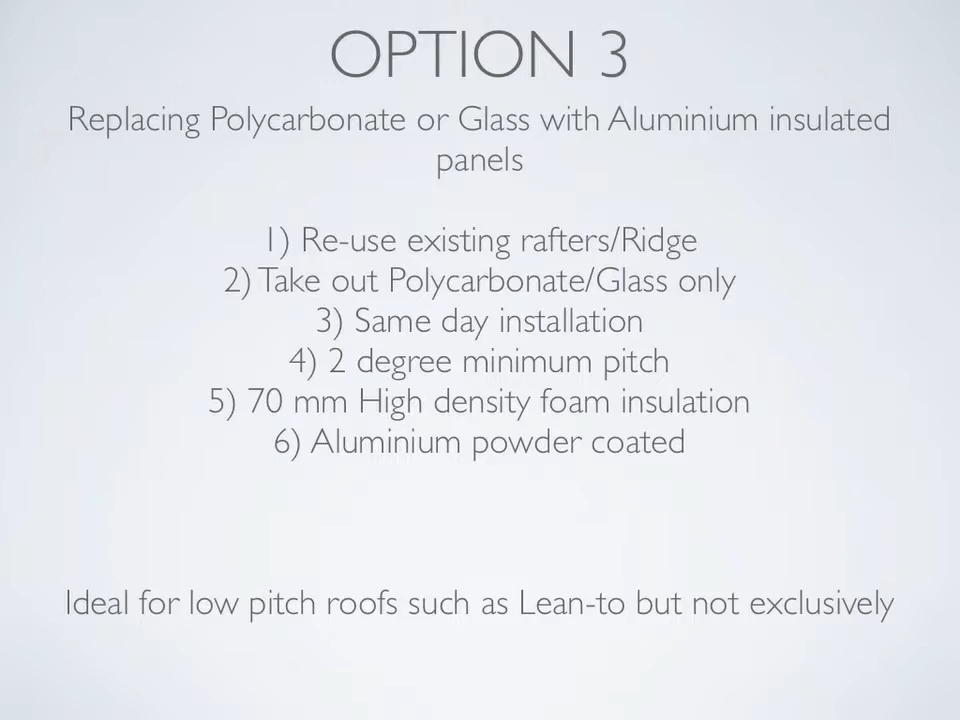 OPTION 3
Replacing Polycarbonate or Glass with Aluminium insulated
panels
1) Re-use existing rafters/Ridge
2) Take out Polycarbonate/Glass only
3) Same day installation
4) 2 degree minimum pitch
5) 70 mm High density foam insulation
6) Aluminium powder coated
Ideal for low pitch roofs such as Lean-to but not exclusively